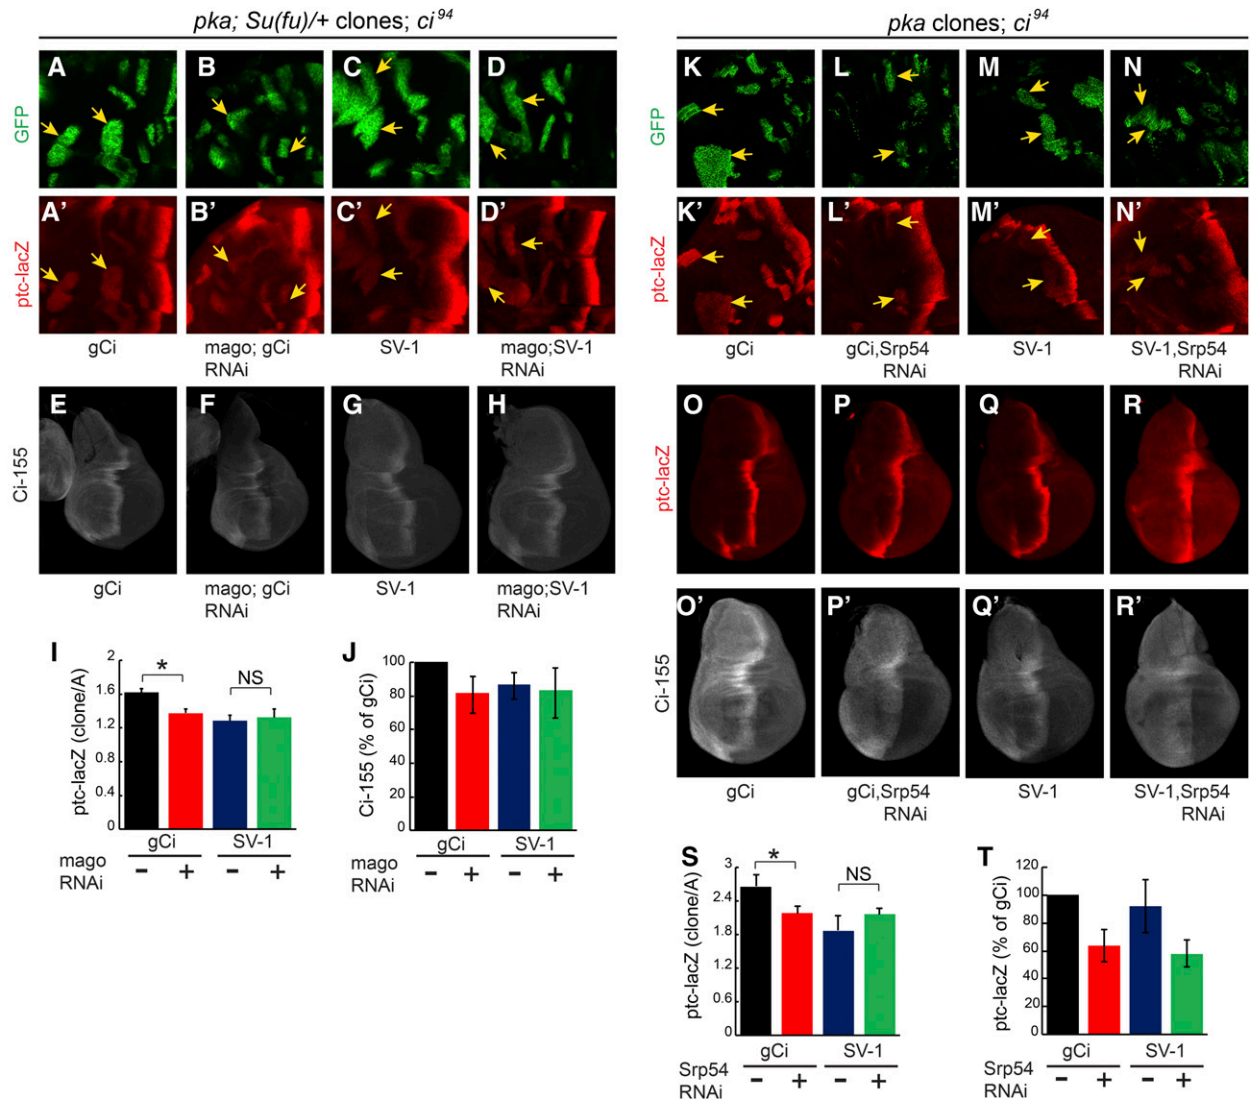 pka; Su(fu)/+ clones; ci⁹⁴
A B C D
GFP
A’ B’ C’ D’
ptc-lacZ
gCi mago; gCi SV-1 mago;SV-1
RNAi RNAi
E F G H
Ci-155
gCi mago; gCi SV-1 mago;SV-1
RNAi RNAi
I
ptc-lacZ (clone/A)
2
1.6
1.2
0.8
0.4
0
* NS
gCi SV-1
mago
RNAi
- + - +
J
Ci-155 (% of gCi)
100
80
60
40
20
0
gCi SV-1
mago
RNAi
- + - +
pka clones; ci⁹⁴
K L M N
GFP
K’ L’ M’ N’
ptc-lacZ
gCi gCi,Srp54 SV-1 SV-1,Srp54
RNAi RNAi
O P Q R
ptc-lacZ
O’ P’ Q’ R’
Ci-155
gCi gCi,Srp54 SV-1 SV-1,Srp54
RNAi RNAi
S
ptc-lacZ (clone/A)
3
2.4
1.8
1.2
0.6
0
* NS
gCi SV-1
Srp54
RNAi
- + - +
T
ptc-lacZ (% of gCi)
120
100
80
60
40
20
0
gCi SV-1
Srp54
RNAi
- + - +